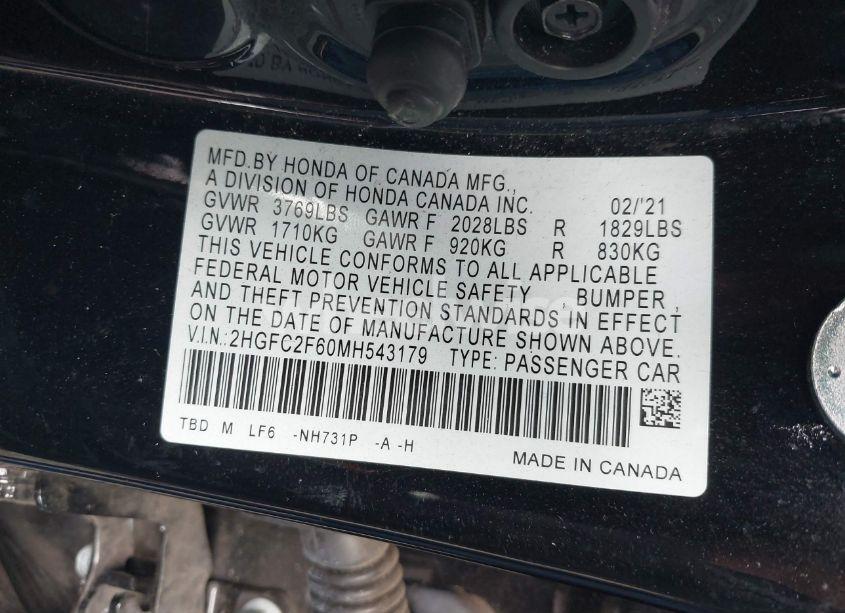 MFD.BY HONDA OF CANADA MFG.,
A DIVISION OF HONDA CANADA INC. 02/'21
GVWR 3769LBS GAWR F 2028LBS R 1829LBS
GVWR 1710KG GAWR F 920KG R 830KG
THIS VEHICLE CONFORMS TO ALL APPLICABLE
FEDERAL MOTOR VEHICLE SAFETY , BUMPER ,
AND THEFT PREVENTION STANDARDS IN EFFECT
ON THE DATE OF MANUFACTURE SHOWN ABOVE.
V.I.N.:2HGFC2F60MH543179 TYPE: PASSENGER CAR
TBD M LF6 -NH731P -A -H
MADE IN CANADA